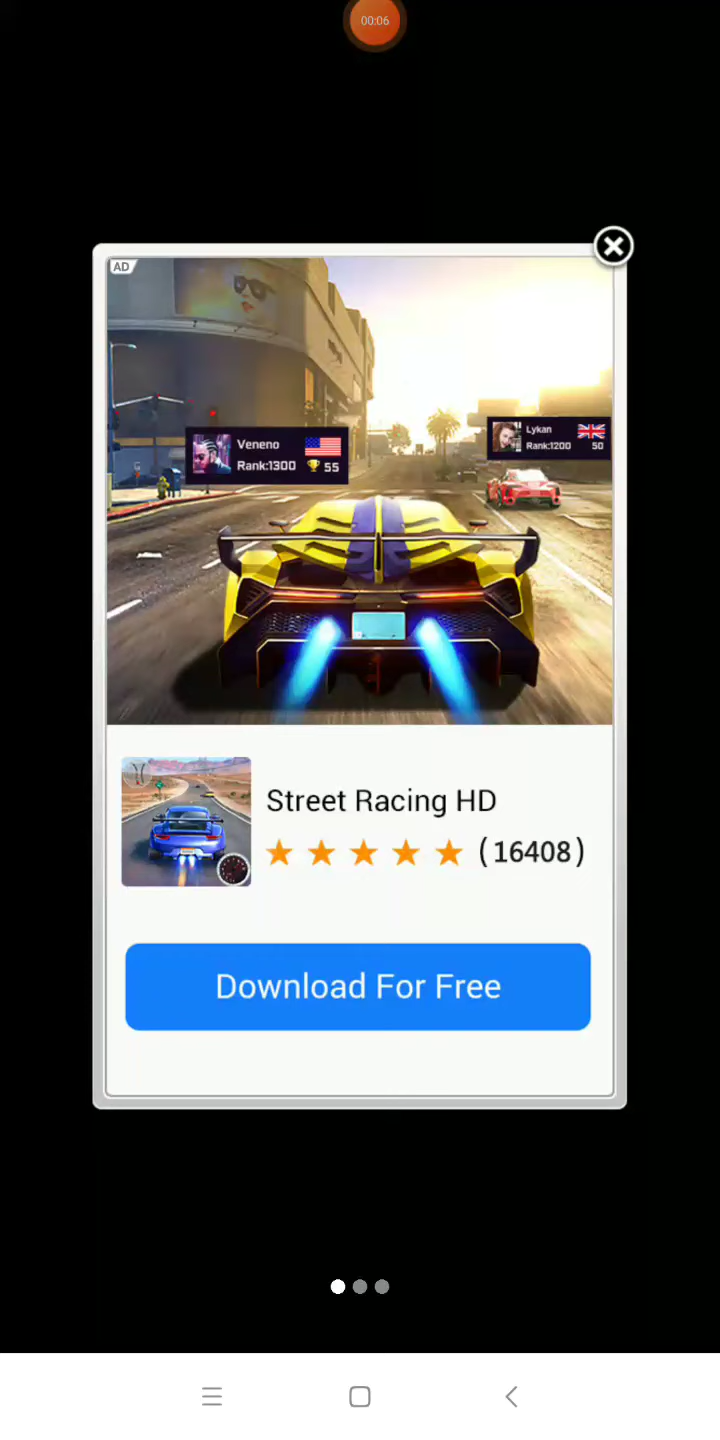 00:06
AD
Veneno
Rank:1300 55
Lykan
Rank:1200 50
Street Racing HD
(16408)
Download For Free